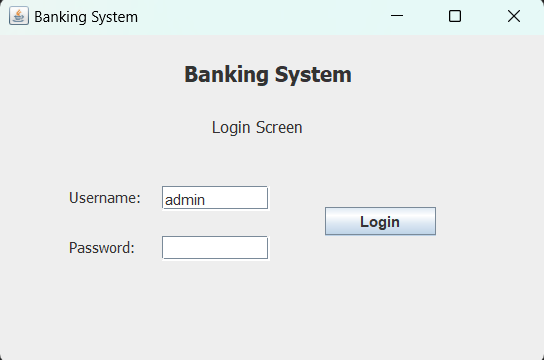 Banking System
Banking System
Login Screen
Username: admin
Login
Password: